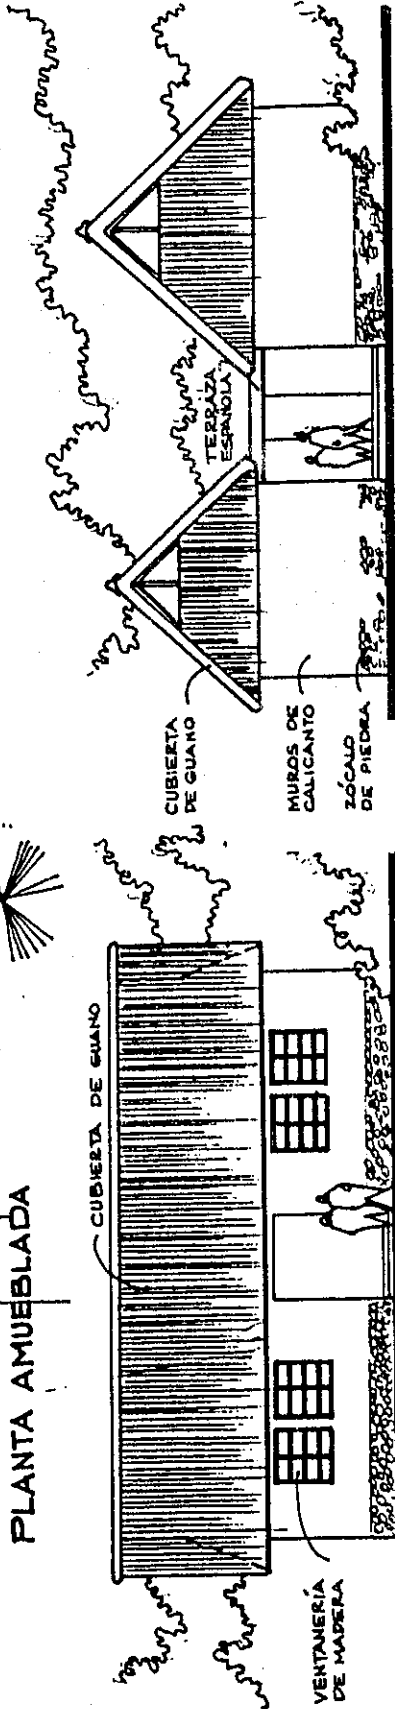 PLANTA AMUEBLADA
CUBIERTA DE GUANO
VENTANERÍA
DE MADERA
CUBIERTA
DE GUANO
TERRAZA
ESPAÑOLA
MUROS DE
CALICANTO
ZÓCALO
DE PIEDRA